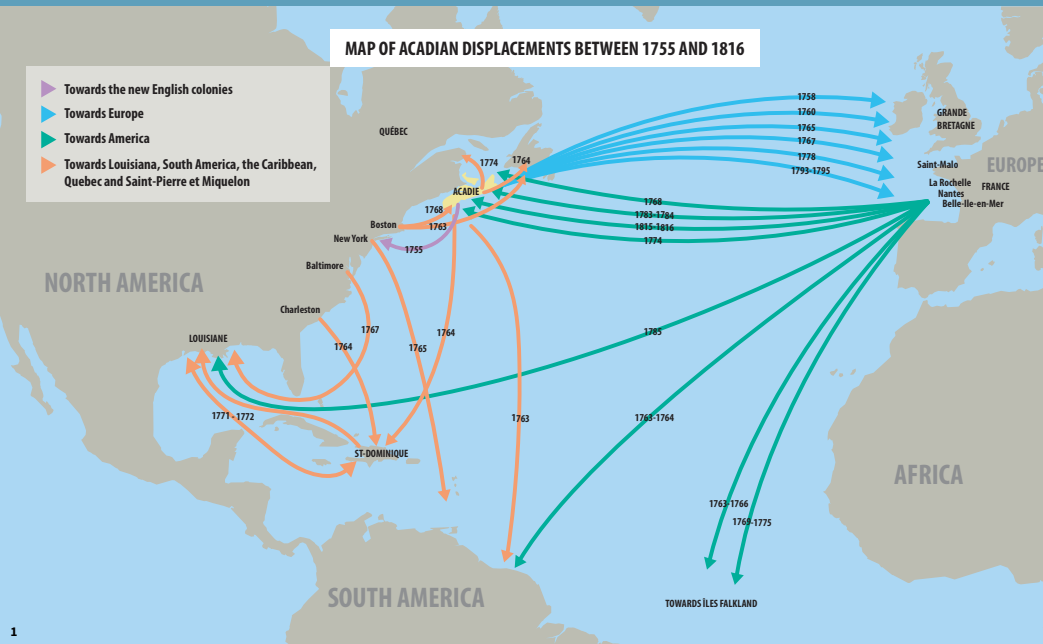 MAP OF ACADIAN DISPLACEMENTS BETWEEN 1755 AND 1816
Towards the new English colonies
Towards Europe
Towards America
Towards Louisiana, South America, the Caribbean,
Quebec and Saint-Pierre et Miquelon
1758
1760
1765
1767
1778
1793-1795
GRANDE
BRETAGNE
QUÉBEC
1774
1764
Saint-Malo
EUROPE
La Rochelle
FRANCE
Nantes
Belle-Ile-en-Mer
ACADIE
1768
1783-1784
1815-1816
1774
1768
1763
Boston
New York
1755
Baltimore
NORTH AMERICA
Charleston
LOUISIANE
1767
1764
1765
1764
1785
1771 - 1772
1763
1763-1764
ST-DOMINIQUE
AFRICA
1763-1766
1769-1775
SOUTH AMERICA
TOWARDS ÎLES FALKLAND
1